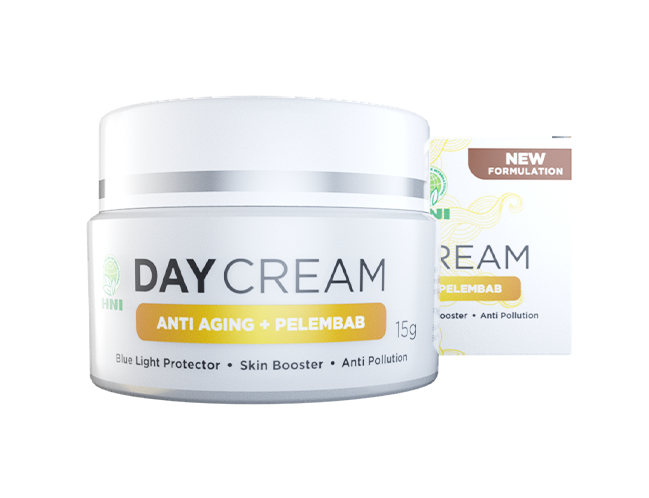 HNI
DAY CREAM
ANTI AGING + PELEMBAB
15g
Blue Light Protector • Skin Booster • Anti Pollution
NEW
FORMULATION
HNI
REAM
PELEMBAB
ooster • Anti Pollution